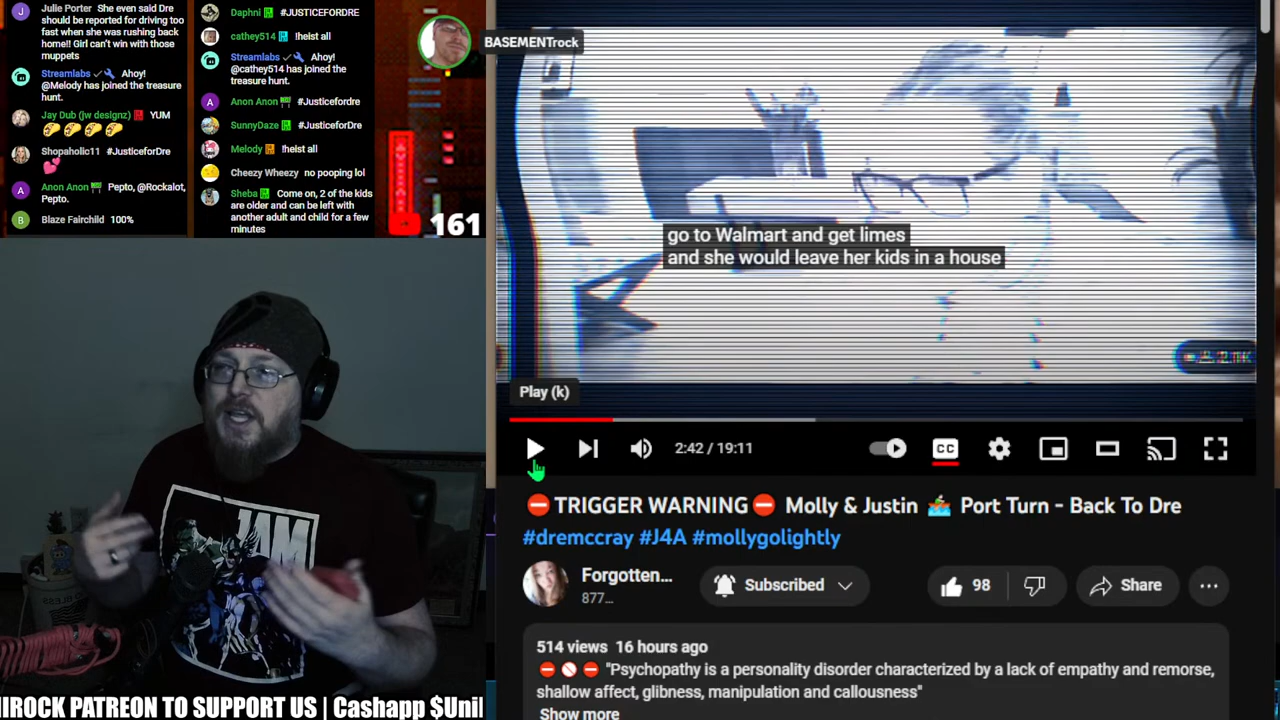 Julie Porter She even said Dre
should be reported for driving too
fast when she was rushing back
home!! Girl can't win with those
muppets
Streamlabs Ahoy!
@Melody has joined the treasure
hunt.
Jay Dub (jw designz) YUM
Shopaholic11 #JusticeforDre
Anon Anon Pepto, @Rockalot,
Pepto.
Blaze Fairchild 100%
Daphni #JUSTICEFORDRE
cathey514 !heist all
Streamlabs Ahoy!
@cathey514 has joined the
treasure hunt.
Anon Anon #Justicefordre
SunnyDaze #JusticeforDre
Melody !heist all
Cheezy Wheezy no pooping lol
Sheba Come on, 2 of the kids
are older and can be left with
another adult and child for a few
minutes
161
BASEMENTrock
go to Walmart and get limes
and she would leave her kids in a house
Play (k)
2:42 / 19:11
CC
TRIGGER WARNING Molly & Justin Port Turn - Back To Dre
#dremccray #J4A #mollygolightly
Forgotten...
877...
Subscribed
98
Share
514 views 16 hours ago
"Psychopathy is a personality disorder characterized by a lack of empathy and remorse,
shallow affect, glibness, manipulation and callousness"
Show more
JAM
IIROCK PATREON TO SUPPORT US | Cashapp $Unil